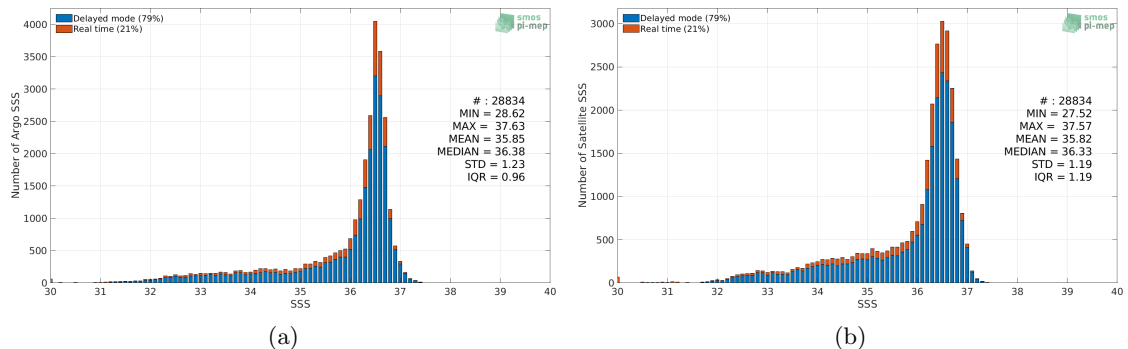 Delayed mode (79%)
Real time (21%)
smos
pi-mep
4000
3500
3000
2500
2000
1500
1000
500
0
Number of Argo SSS
# : 28834
MIN = 28.62
MAX = 37.63
MEAN = 35.85
MEDIAN = 36.38
STD = 1.23
IQR = 0.96
30 31 32 33 34 35 36 37 38 39 40
SSS
(a)
Delayed mode (79%)
Real time (21%)
smos
pi-mep
3000
2500
2000
1500
1000
500
0
Number of Satellite SSS
# : 28834
MIN = 27.52
MAX = 37.57
MEAN = 35.82
MEDIAN = 36.33
STD = 1.19
IQR = 1.19
30 31 32 33 34 35 36 37 38 39 40
SSS
(b)